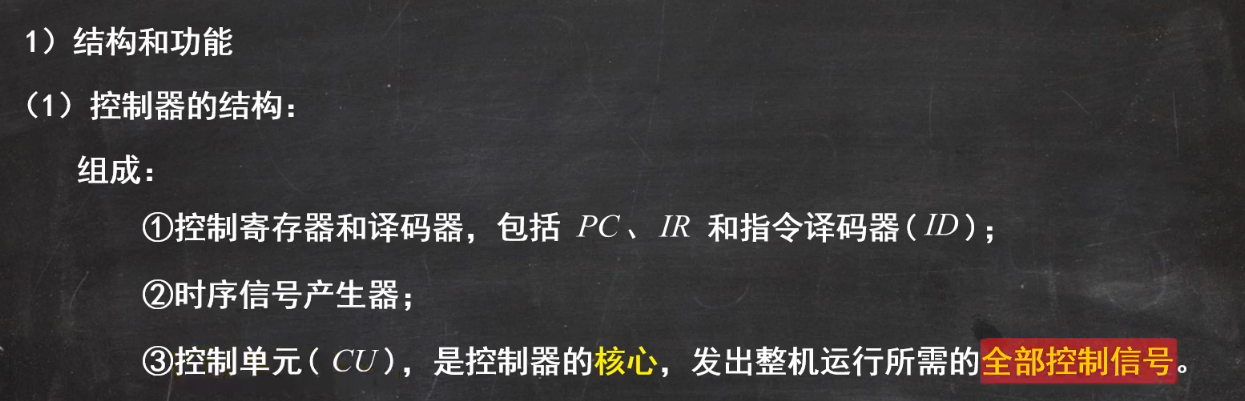 1）结构和功能
（1）控制器的结构：
组成：
①控制寄存器和译码器，包括 PC、IR 和指令译码器(ID)；
②时序信号产生器；
③控制单元(CU)，是控制器的核心，发出整机运行所需的全部控制信号。